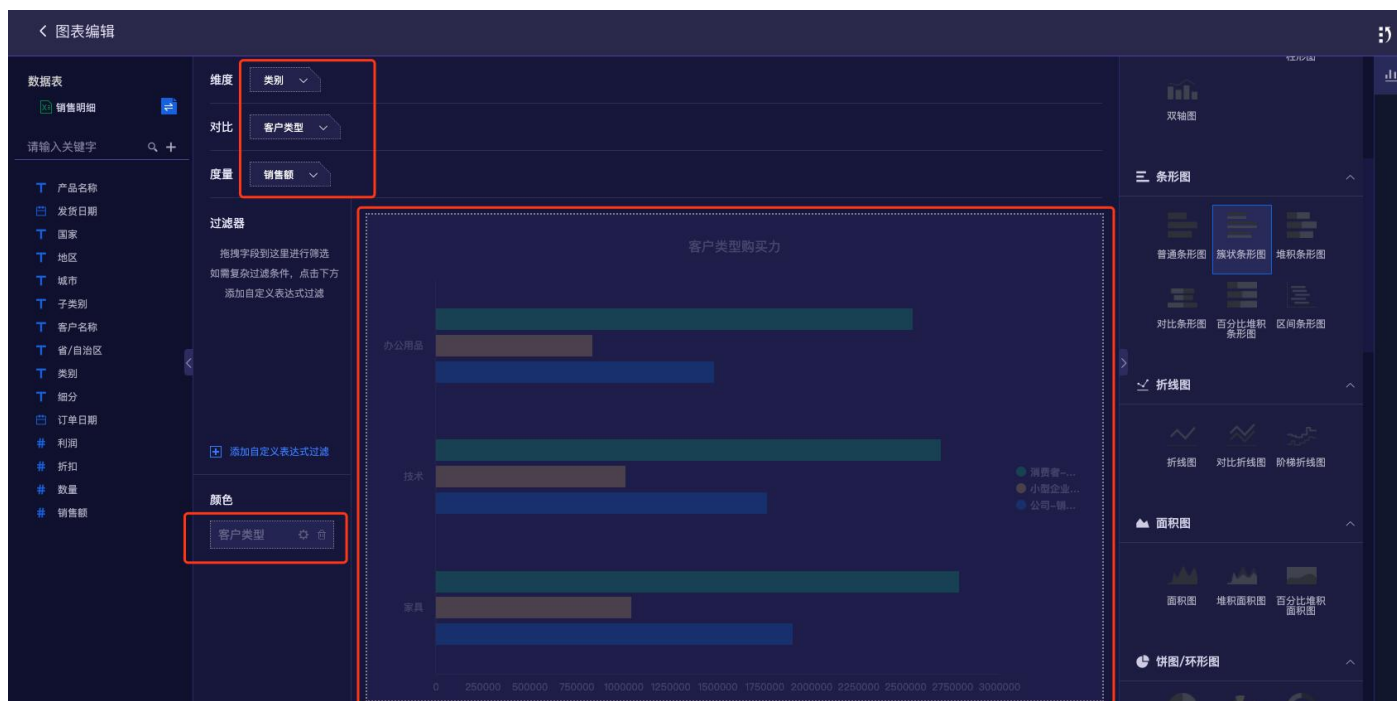 图表编辑
数据表
销售明细
请输入关键字
产品名称
发货日期
国家
地区
城市
子类别
客户名称
省/自治区
类别
细分
订单日期
利润
折扣
数量
销售额
维度
类别
对比
客户类型
度量
销售额
过滤器
拖拽字段到这里进行筛选
如需复杂过滤条件，点击下方
添加自定义表达式过滤
添加自定义表达式过滤
颜色
客户类型
客户类型购买力
办公用品
技术
家具
消费者-...
小型企业...
公司-销...
0 250000 500000 750000 1000000 1250000 1500000 1750000 2000000 2250000 2500000 2750000 3000000
柱形图
双轴图
条形图
普通条形图 簇状条形图 堆积条形图
对比条形图 百分比堆积 区间条形图
条形图
折线图
折线图 对比折线图 阶梯折线图
面积图
面积图 堆积面积图 百分比堆积
面积图
饼图/环形图